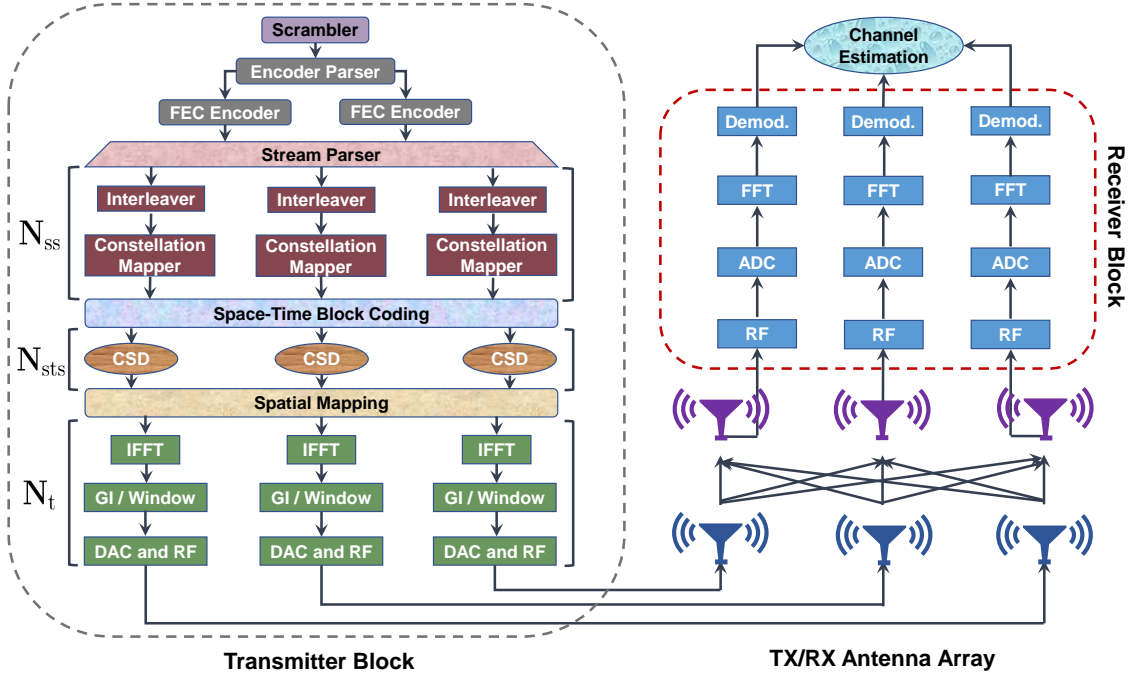 Scrambler
Encoder Parser
FEC Encoder
FEC Encoder
Stream Parser
N_ss
Interleaver
Interleaver
Interleaver
Constellation
Mapper
Constellation
Mapper
Constellation
Mapper
Space-Time Block Coding
N_sts
CSD
CSD
CSD
Spatial Mapping
N_t
IFFT
IFFT
IFFT
GI / Window
GI / Window
GI / Window
DAC and RF
DAC and RF
DAC and RF
Transmitter Block
Channel
Estimation
Demod.
Demod.
Demod.
FFT
FFT
FFT
ADC
ADC
ADC
RF
RF
RF
Receiver Block
TX/RX Antenna Array